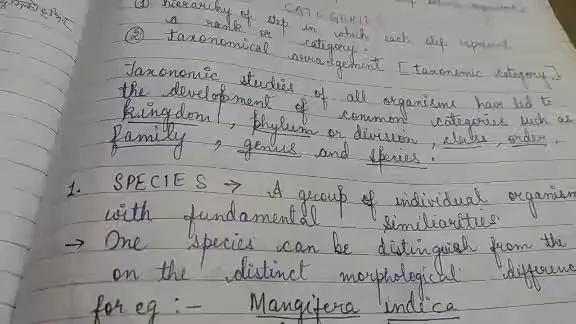 CATEGORIE
① hierarchy of step in which each step represent
a rank or category.
② taxonomical arrangement [taxonomic category]
Taxonomic studies of all organisms have led to
the development of common categories such as
kingdom, phylum or division, class, order,
family, genus and species.
1. SPECIES → A group of individual organism
with fundamental similiarities
→ One species can be distinguish from the
on the distinct morphological differenc
for eg :- Mangifera indica